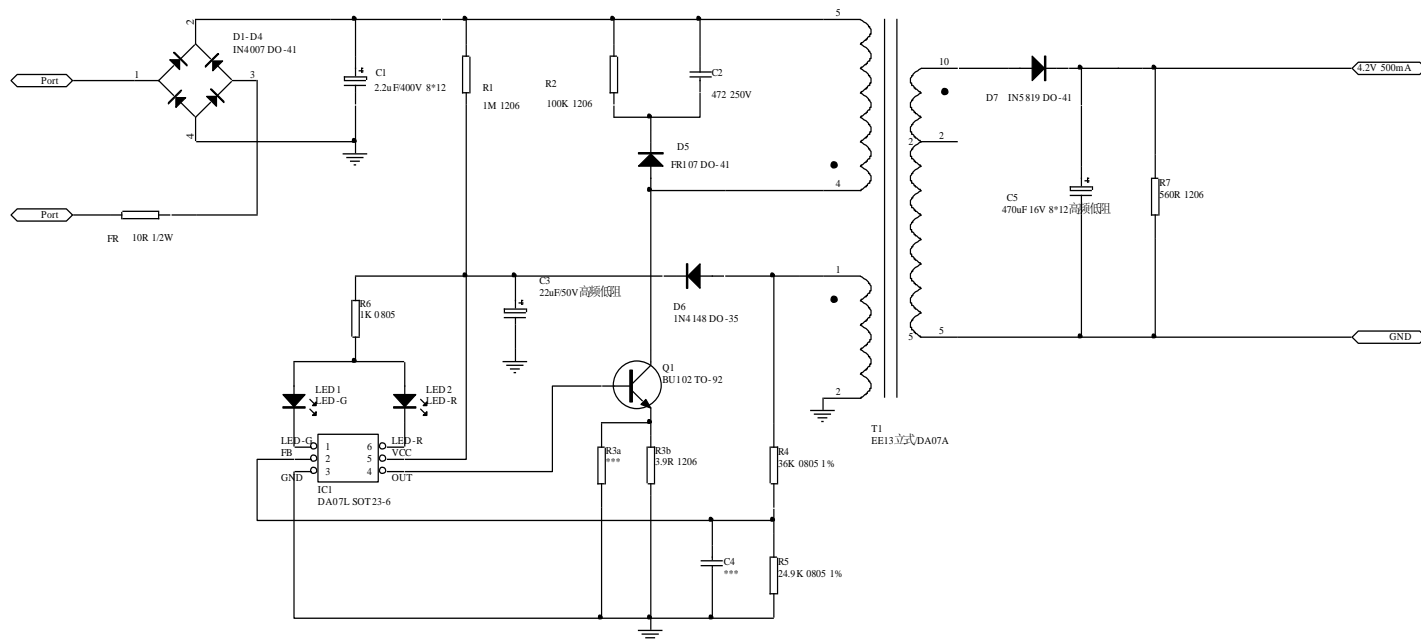 2
5
D1-D4
IN4007 DO-41
Port
1
3
C1
2.2uF/400V 8*12
R1
1M 1206
R2
100K 1206
C2
472 250V
10
4.2V 500mA
D7 IN5819 DO-41
4
2
2
D5
FR107 DO-41
4
Port
FR 10R 1/2W
C5
470uF 16V 8*12高频低阻
R7
560R 1206
1
C3
22uF/50V高频低阻
D6
1N4148 DO-35
R6
1K 0805
5
5
GND
Q1
BU102 TO-92
LED1
LED-G
LED2
LED-R
2
T1
EE13立式/DA07A
LED-G
1
6
LED-R
FB
2
5
VCC
GND
3
4
OUT
IC1
DA07L SOT23-6
R3a
***
R3b
3.9R 1206
R4
36K 0805 1%
C4
***
R5
24.9K 0805 1%